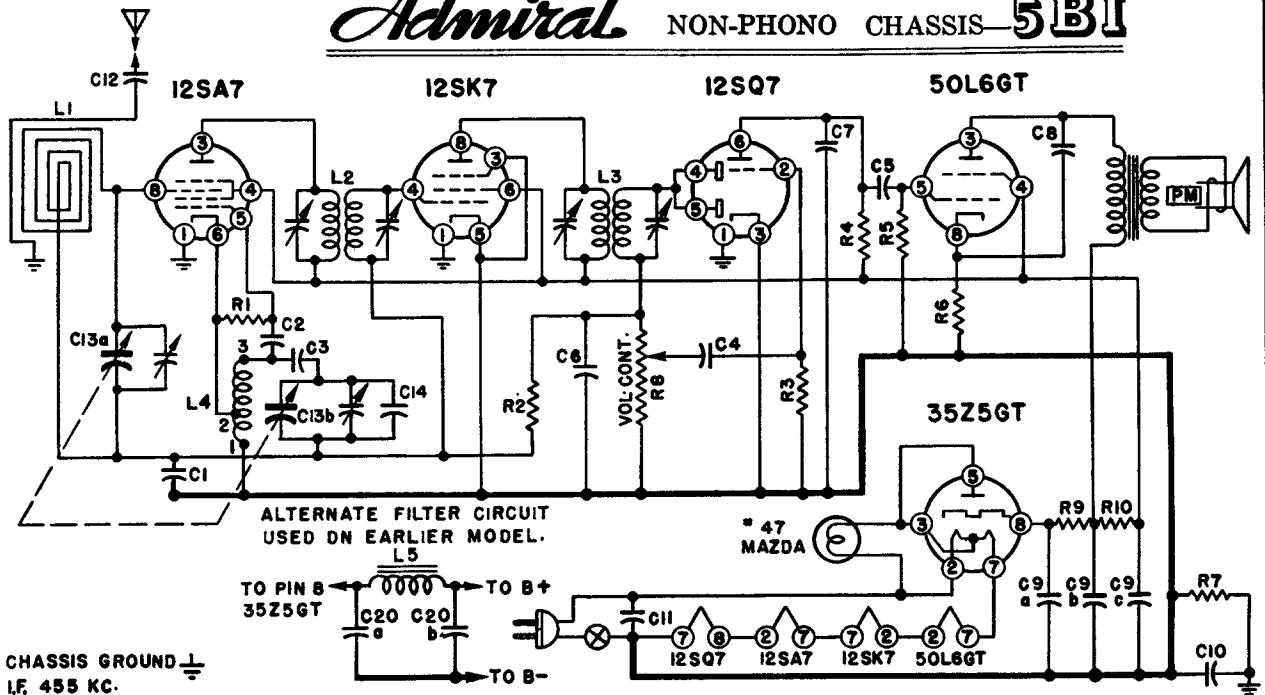 Admiral NON-PHONO CHASSIS—5B1
C12
12SA7
12SK7
12SQ7
50L6GT
L1
3
8
4
5
1
6
L2
8
3
4
6
1
5
L3
6
4
2
5
1
3
C7
C5
R4
R5
3
5
4
8
C8
PM
R6
R1
C2
C3
3
C13a
L4
2
1
C13b
C14
C1
R2
C6
VOL. CONT.
R8
C4
R3
35Z5GT
5
3
8
2
7
R9
R10
* 47
MAZDA
ALTERNATE FILTER CIRCUIT
USED ON EARLIER MODEL.
L5
TO PIN 8
35Z5GT
TO B+
C20
a
C20
b
TO B-
C11
7
8
2
7
7
2
2
7
12SQ7
12SA7
12SK7
50L6GT
C9
a
C9
b
C9
c
R7
C10
CHASSIS GROUND
I.F. 455 KC.